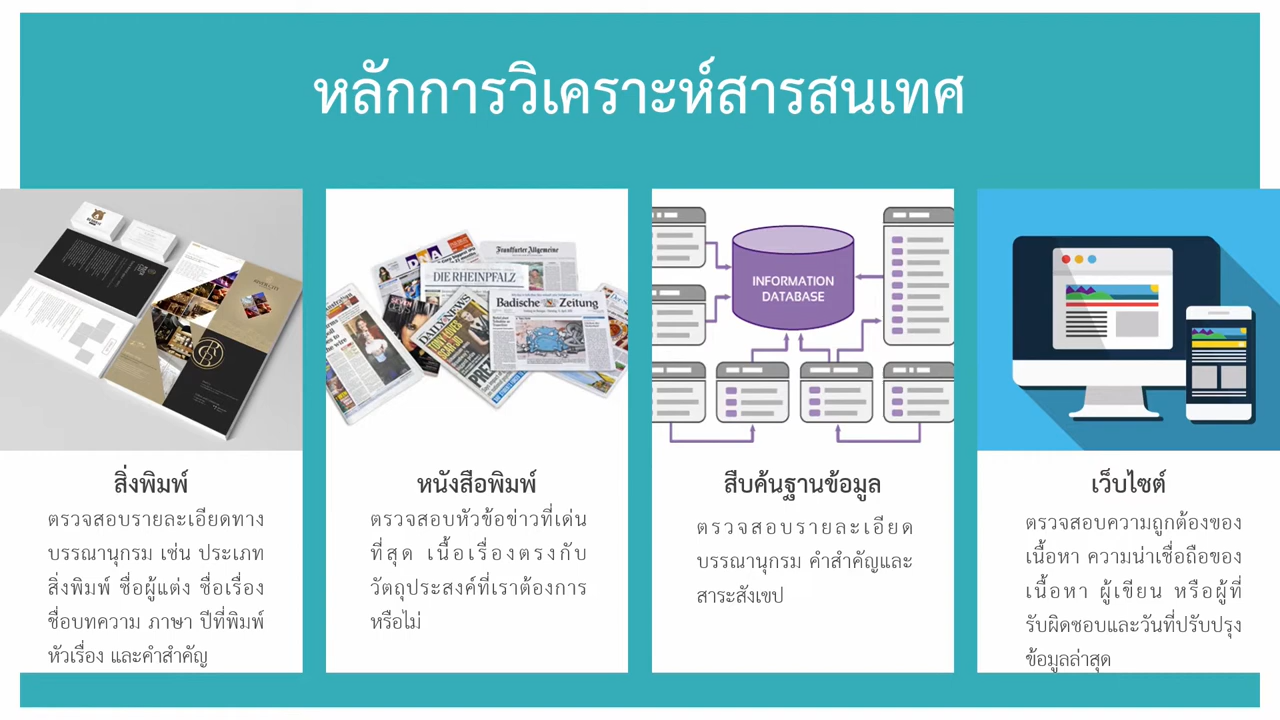 หลักการวิเคราะห์สารสนเทศ
Frankfurter Allgemeine
DIE RHEINPFALZ
Badische Zeitung
DAILY NEWS
INFORMATION
DATABASE
สิ่งพิมพ์
ตรวจสอบรายละเอียดทาง
บรรณานุกรม เช่น ประเภท
สิ่งพิมพ์ ชื่อผู้แต่ง ชื่อเรื่อง
ชื่อบทความ ภาษา ปีที่พิมพ์
หัวเรื่อง และคำสำคัญ
หนังสือพิมพ์
ตรวจสอบหัวข้อข่าวที่เด่น
ที่สุด เนื้อเรื่องตรงกับ
วัตถุประสงค์ที่เราต้องการ
หรือไม่
สืบค้นฐานข้อมูล
ตรวจสอบรายละเอียด
บรรณานุกรม คำสำคัญและ
สาระสังเขป
เว็บไซต์
ตรวจสอบความถูกต้องของ
เนื้อหา ความน่าเชื่อถือของ
เนื้อหา ผู้เขียน หรือผู้ที่
รับผิดชอบและวันที่ปรับปรุง
ข้อมูลล่าสุด